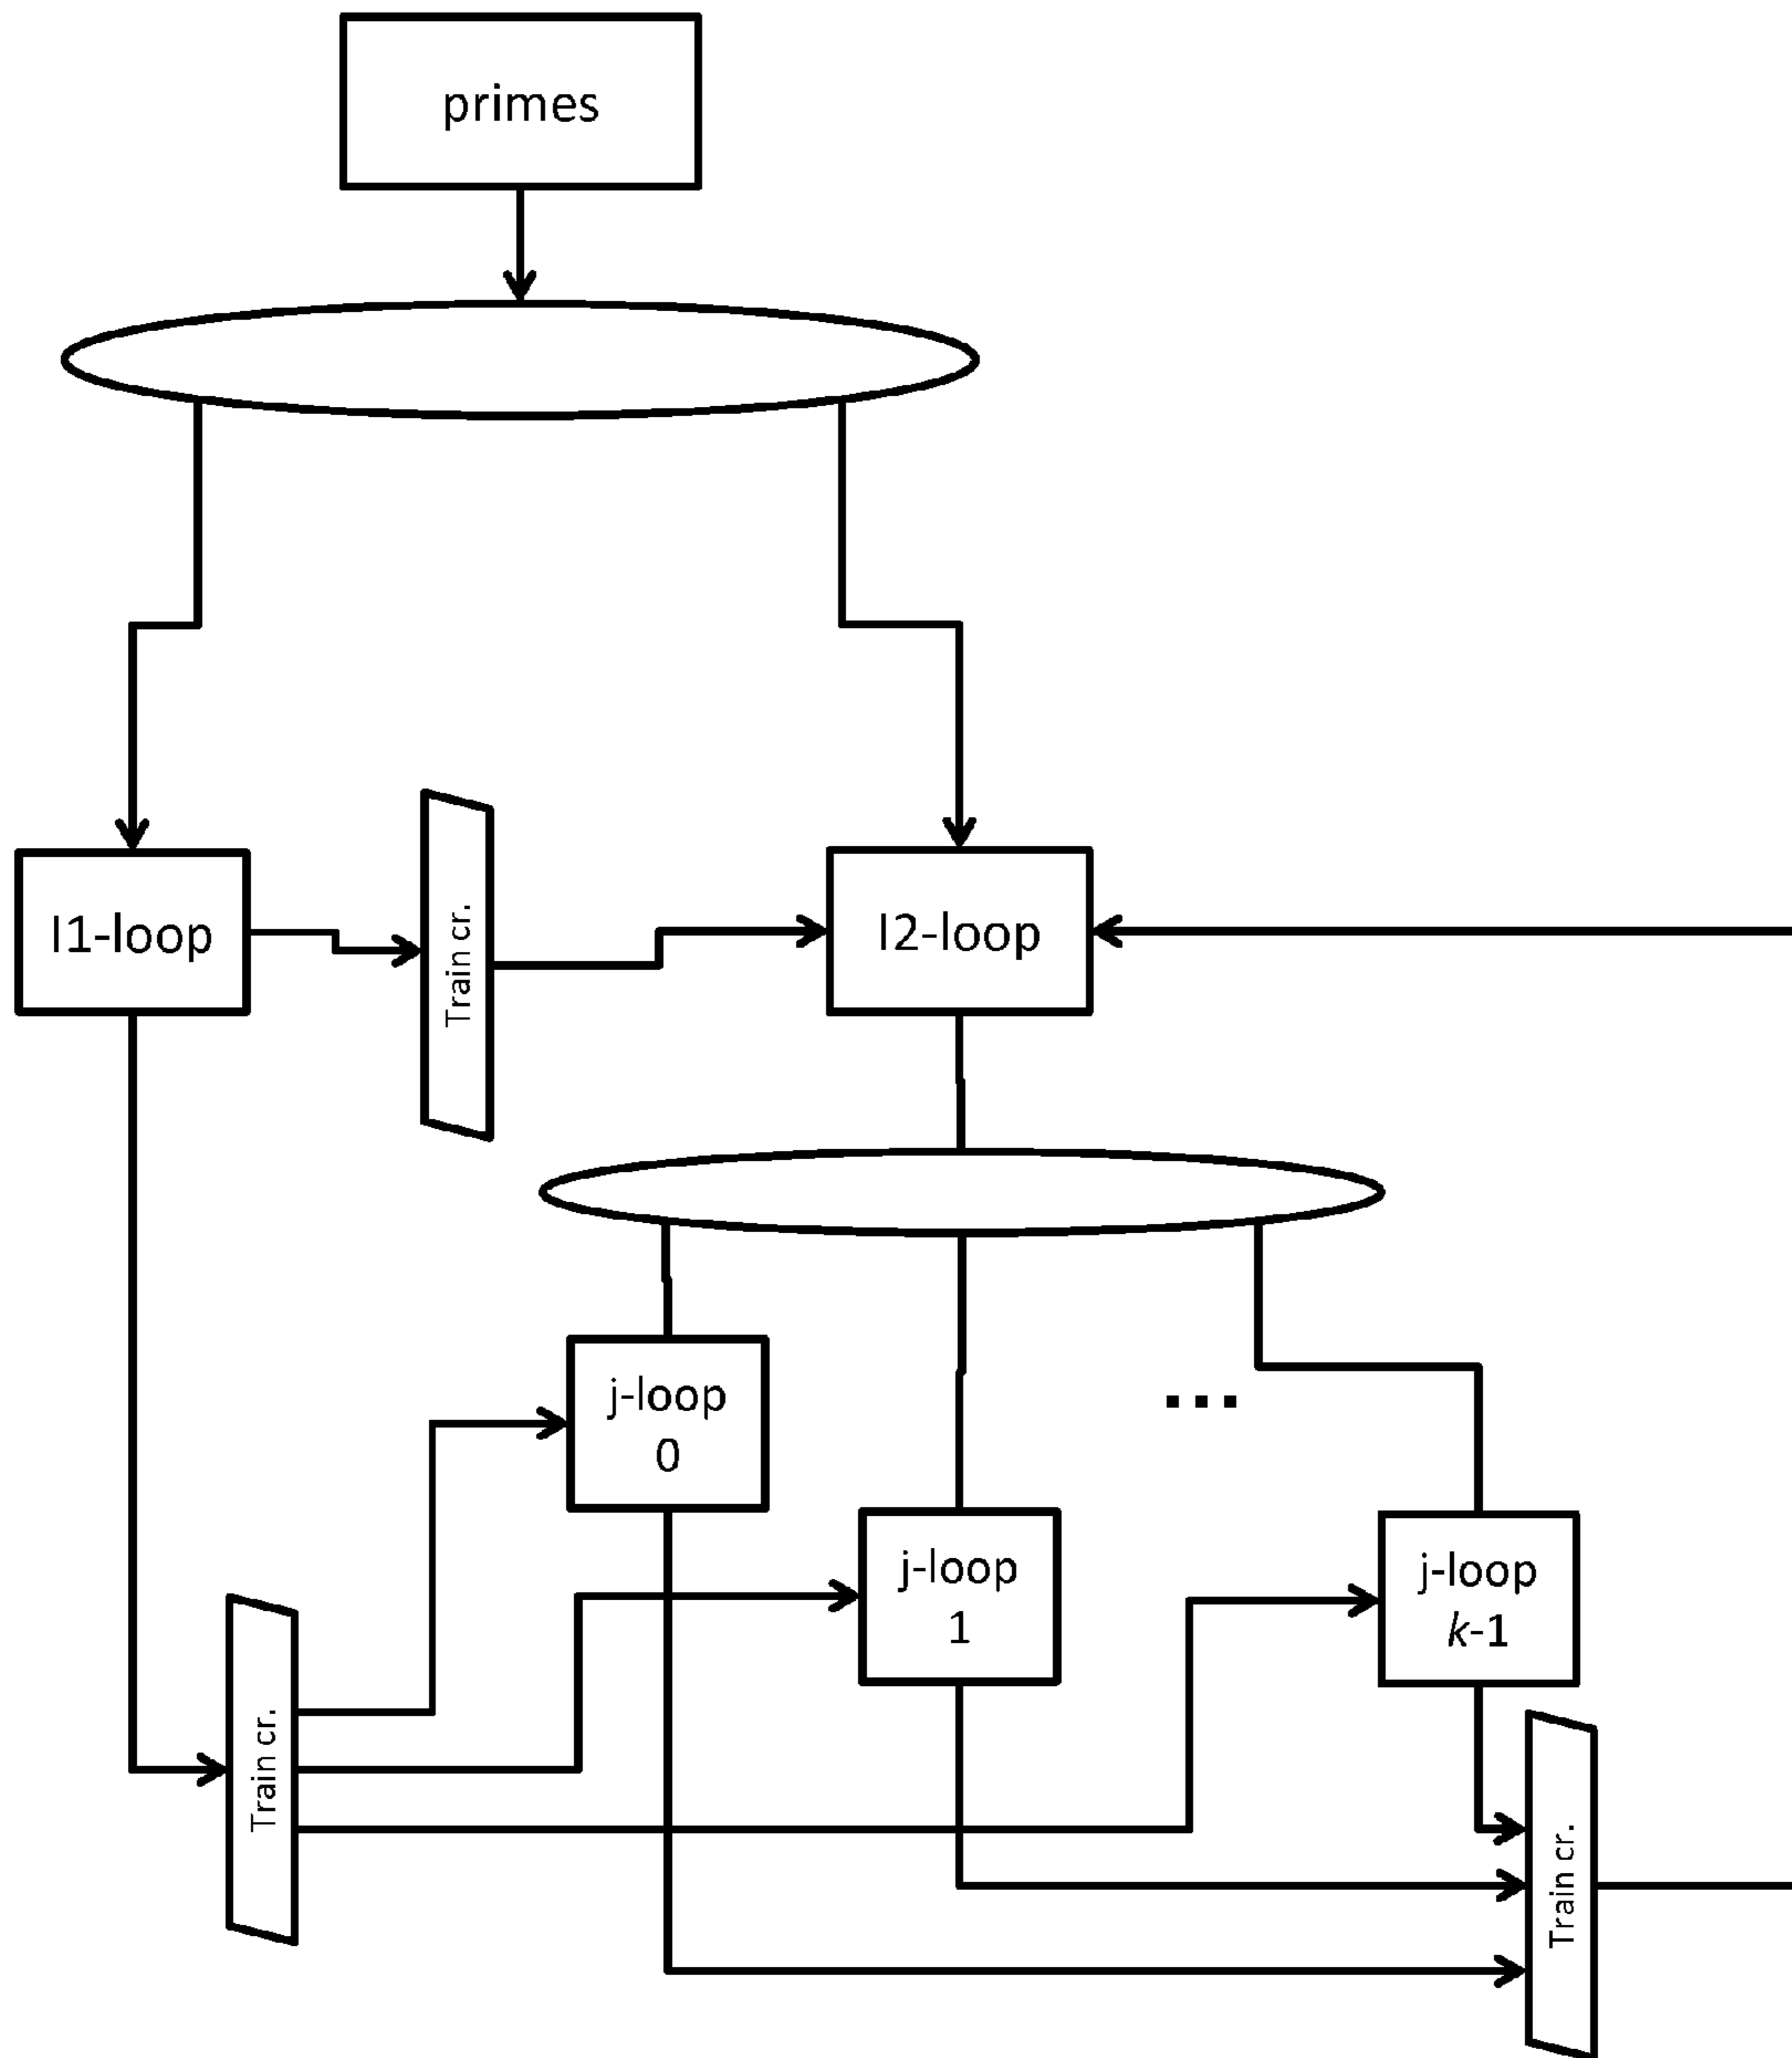 primes
I1-loop
Train cr.
I2-loop
j-loop
0
...
j-loop
1
j-loop
k-1
Train cr.
Train cr.